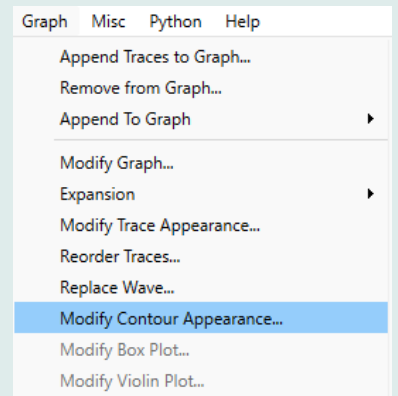 Graph Misc Python Help
Append Traces to Graph...
Remove from Graph...
Append To Graph
Modify Graph...
Expansion
Modify Trace Appearance...
Reorder Traces...
Replace Wave...
Modify Contour Appearance...
Modify Box Plot...
Modify Violin Plot...